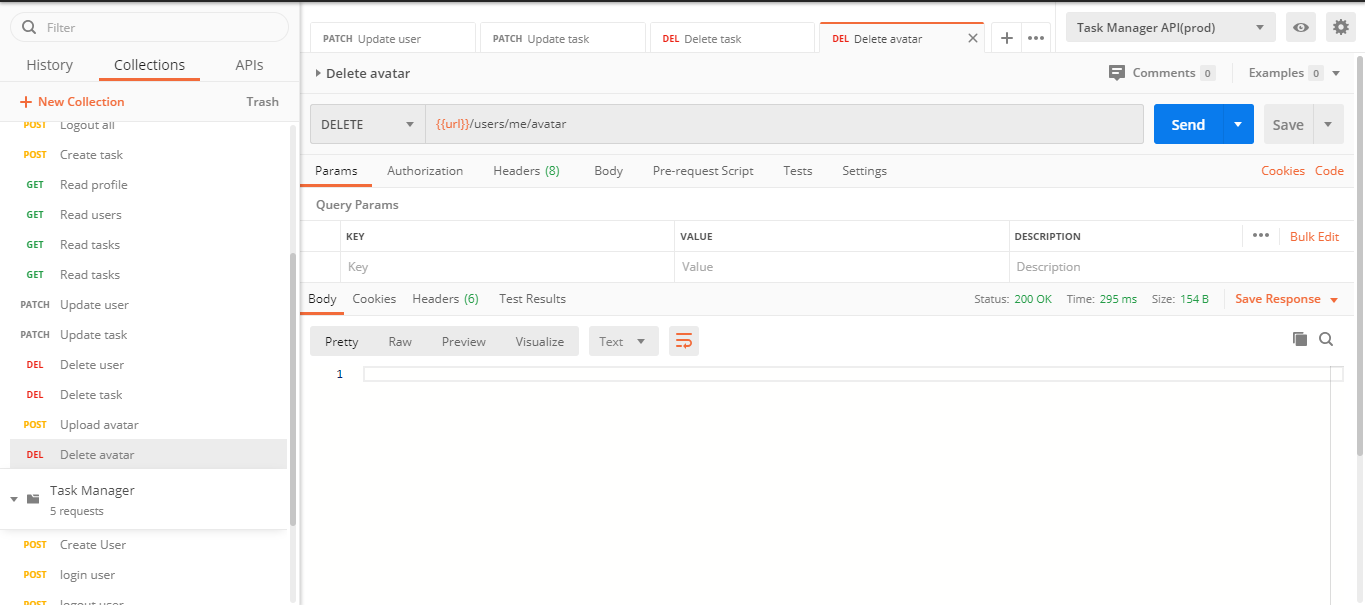 Filter
History Collections APIs
+ New Collection Trash
POST Logout all
POST Create task
GET Read profile
GET Read users
GET Read tasks
GET Read tasks
PATCH Update user
PATCH Update task
DEL Delete user
DEL Delete task
POST Upload avatar
DEL Delete avatar
Task Manager
5 requests
POST Create User
POST login user
POST logout user
PATCH Update user PATCH Update task DEL Delete task DEL Delete avatar
Task Manager API(prod)
Delete avatar Comments 0 Examples 0
DELETE {{url}}/users/me/avatar Send Save
Params Authorization Headers (8) Body Pre-request Script Tests Settings Cookies Code
Query Params
KEY VALUE DESCRIPTION Bulk Edit
Key Value Description
Body Cookies Headers (6) Test Results Status: 200 OK Time: 295 ms Size: 154 B Save Response
Pretty Raw Preview Visualize Text
1